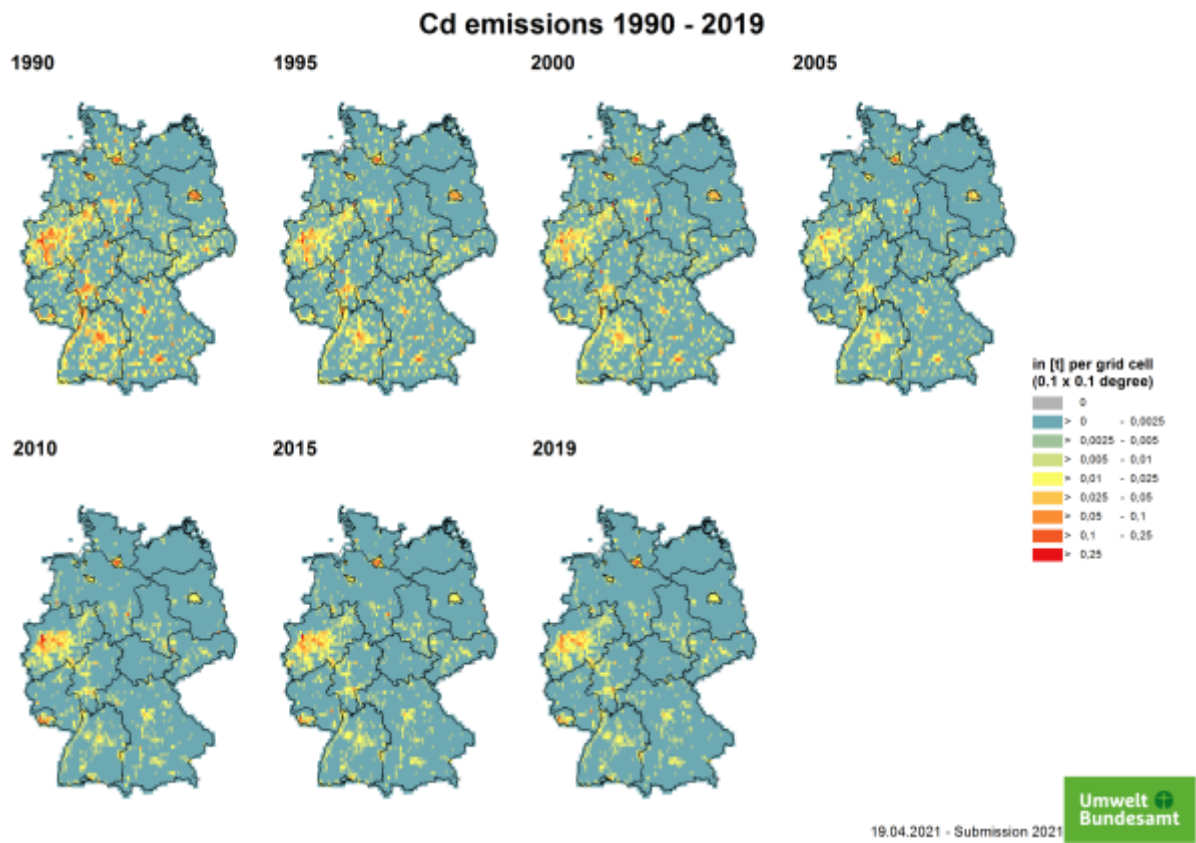 Cd emissions 1990 - 2019
1990
1995
2000
2005
in [t] per grid cell
(0.1 x 0.1 degree)
0
> 0 - 0,0025
> 0,0025 - 0,005
> 0,005 - 0,01
> 0,01 - 0,025
> 0,025 - 0,05
> 0,05 - 0,1
> 0,1 - 0,25
> 0,25
2010
2015
2019
19.04.2021 - Submission 2021
Umwelt
Bundesamt